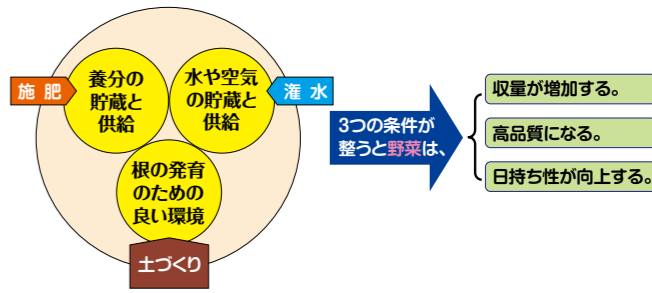 施 肥
養分の
貯蔵と
供給
水や空気
の貯蔵と
供給
灌 水
根の発育
のための
良い環境
土づくり
3つの条件が
整うと野菜は、
収量が増加する。
高品質になる。
日持ち性が向上する。